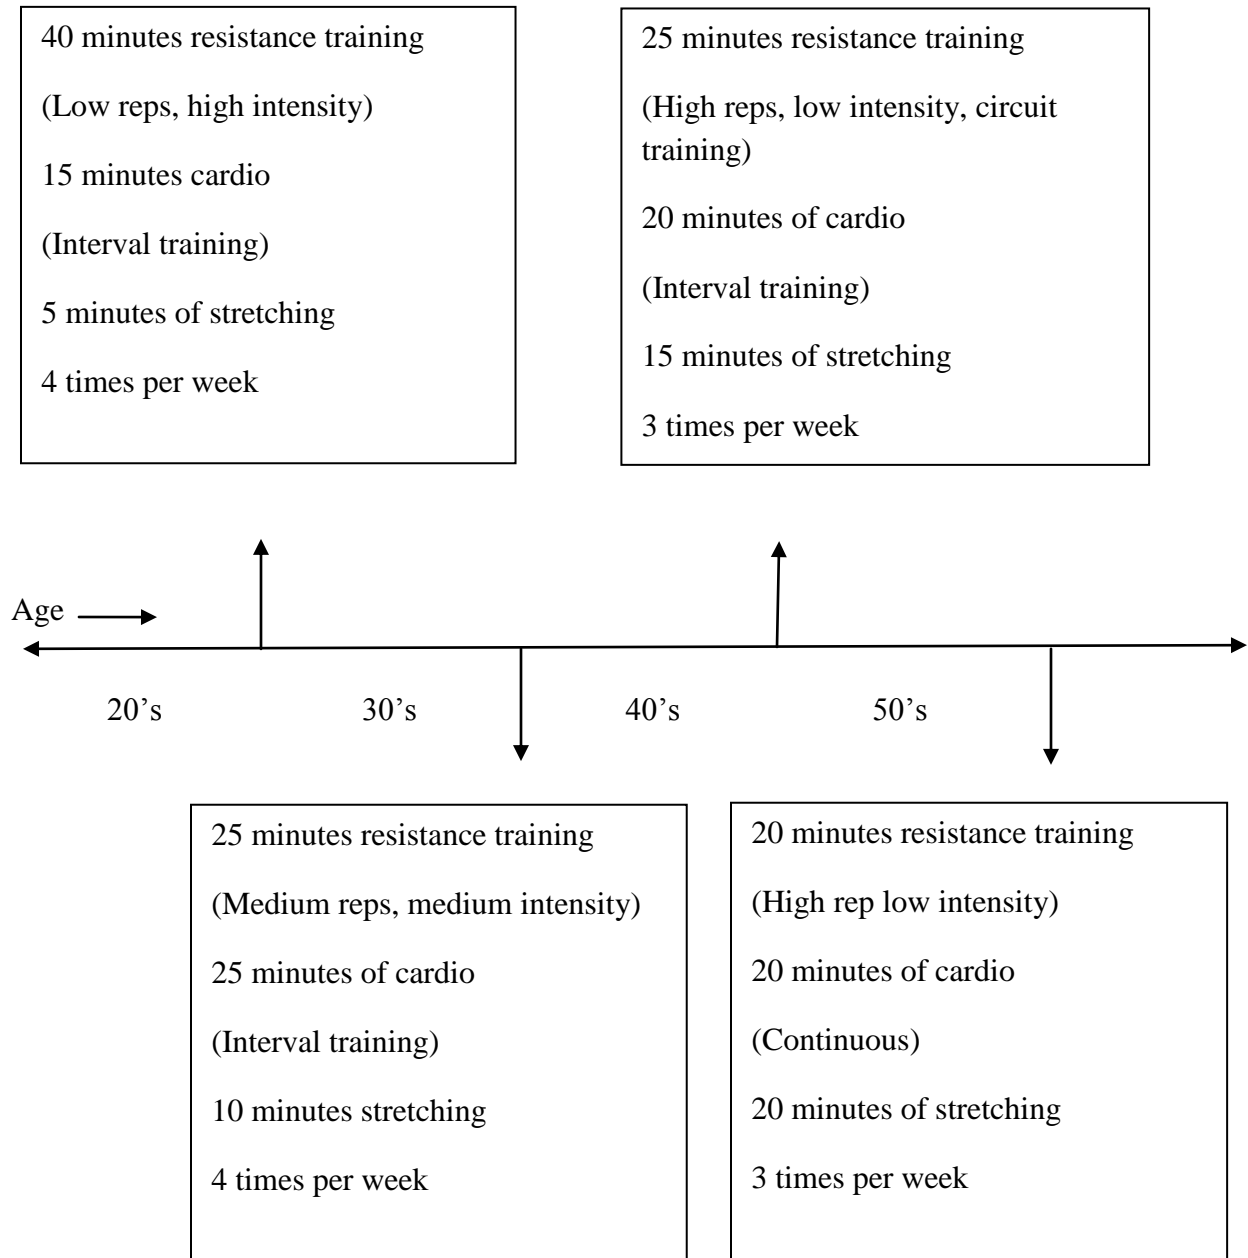 40 minutes resistance training
(Low reps, high intensity)
15 minutes cardio
(Interval training)
5 minutes of stretching
4 times per week
25 minutes resistance training
(High reps, low intensity, circuit
training)
20 minutes of cardio
(Interval training)
15 minutes of stretching
3 times per week
Age
20’s
30’s
40’s
50’s
25 minutes resistance training
(Medium reps, medium intensity)
25 minutes of cardio
(Interval training)
10 minutes stretching
4 times per week
20 minutes resistance training
(High rep low intensity)
20 minutes of cardio
(Continuous)
20 minutes of stretching
3 times per week